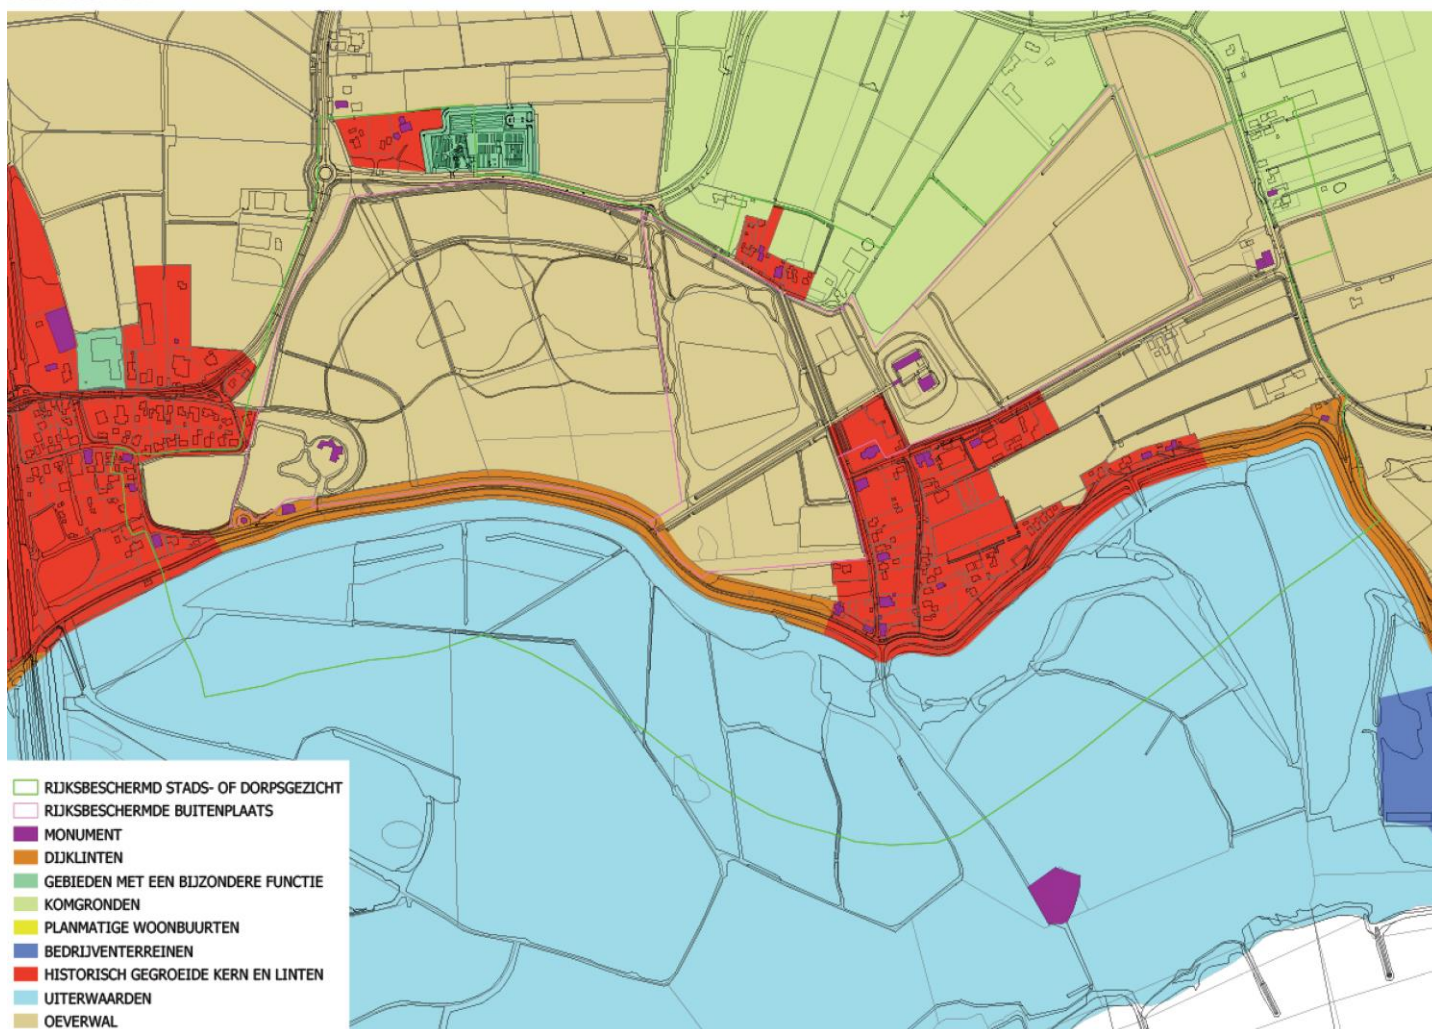 RIJKSBESCHERMD STADS- OF DORPSGEZICHT
RIJKSBESCHERMDE BUITENPLAATS
MONUMENT
DIJKLINTEN
GEBIEDEN MET EEN BIJZONDERE FUNCTIE
KOMGRONDEN
PLANMATIGE WOONBUURTEN
BEDRIJVENTERREINEN
HISTORISCH GEGROEIDE KERN EN LINTEN
UITERWAARDEN
OEVERWAL